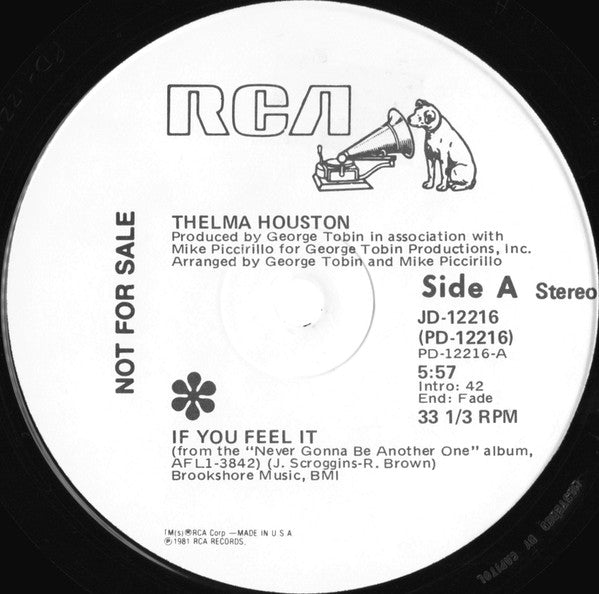 RCA
NOT FOR SALE
THELMA HOUSTON
Produced by George Tobin in association with
Mike Piccirillo for George Tobin Productions, Inc.
Arranged by George Tobin and Mike Piccirillo
Side A Stereo
JD-12216
(PD-12216)
PD-12216-A
5:57
Intro: 42
End: Fade
33 1/3 RPM
IF YOU FEEL IT
(from the "Never Gonna Be Another One" album,
AFL1-3842) (J. Scroggins-R. Brown)
Brookshore Music, BMI
TM(s)®RCA Corp —MADE IN U S A
℗1981 RCA RECORDS.
MASTERED BY CAPITOL